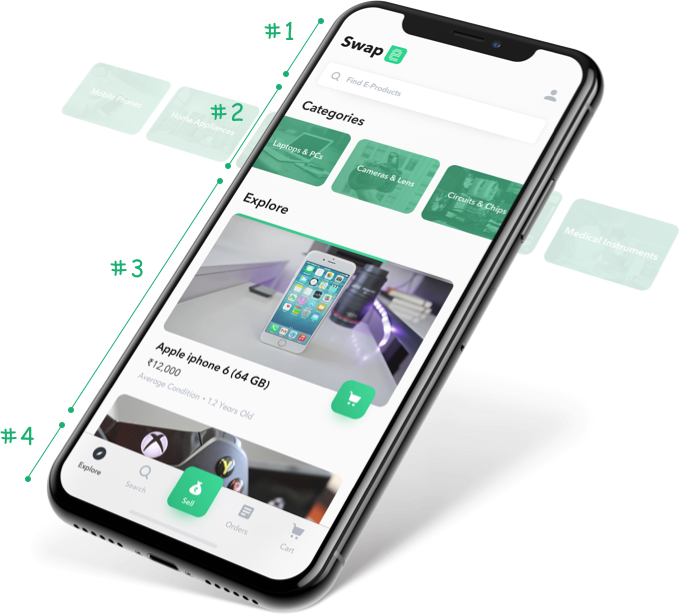 #1
Swap
Find E-Products
#2
Categories
Mobile Phones
Home Appliances
Laptops & PCs
Cameras & Lens
Circuits & Chips
Medical Instruments
#3
Explore
Apple iphone 6 (64 GB)
₹12,000
Average Condition • 1.2 Years Old
#4
Explore
Search
Sell
Orders
Cart